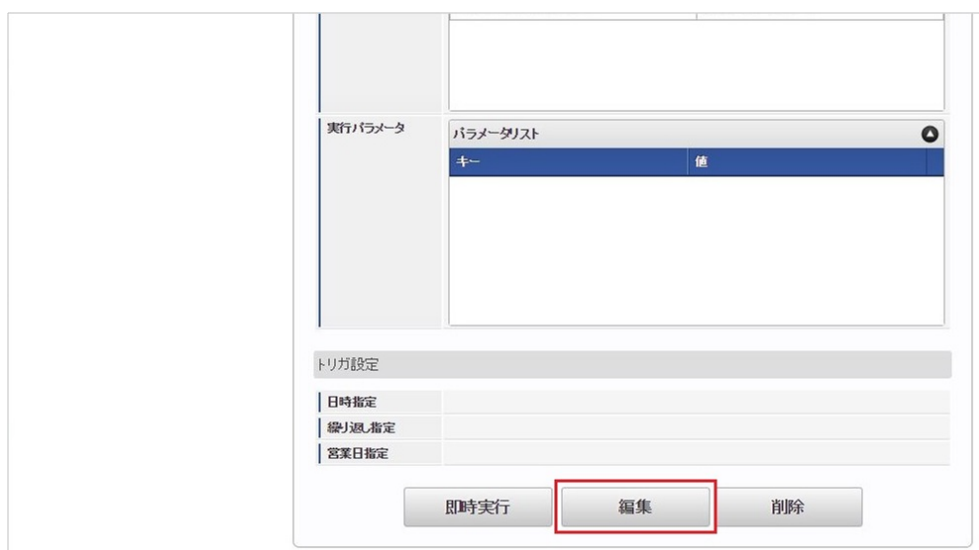 実行パラメータ
パラメータリスト
キー 値
トリガ設定
日時指定
繰り返し指定
営業日指定
即時実行 編集 削除